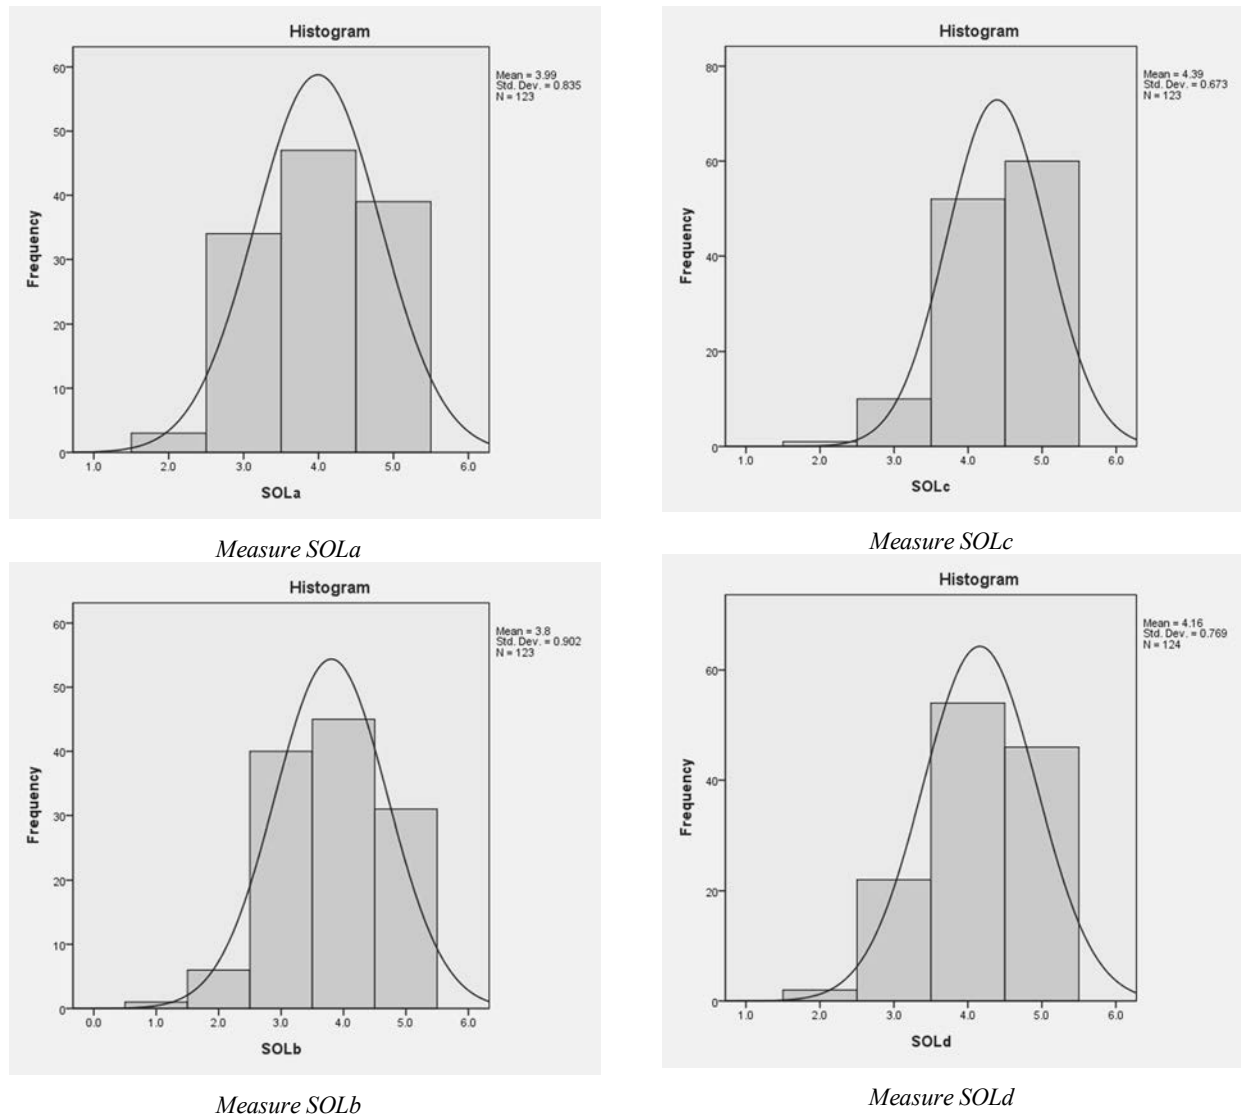 Histogram
Mean = 3.99
Std. Dev. = 0.835
N = 123
Frequency
60
50
40
30
20
10
0
1.0 2.0 3.0 4.0 5.0 6.0
SOLa
Measure SOLa
Histogram
Mean = 4.39
Std. Dev. = 0.673
N = 123
Frequency
80
60
40
20
0
1.0 2.0 3.0 4.0 5.0 6.0
SOLc
Measure SOLc
Histogram
Mean = 3.8
Std. Dev. = 0.902
N = 123
Frequency
60
50
40
30
20
10
0
0.0 1.0 2.0 3.0 4.0 5.0 6.0
SOLb
Measure SOLb
Histogram
Mean = 4.16
Std. Dev. = 0.769
N = 124
Frequency
60
40
20
0
1.0 2.0 3.0 4.0 5.0 6.0
SOLd
Measure SOLd